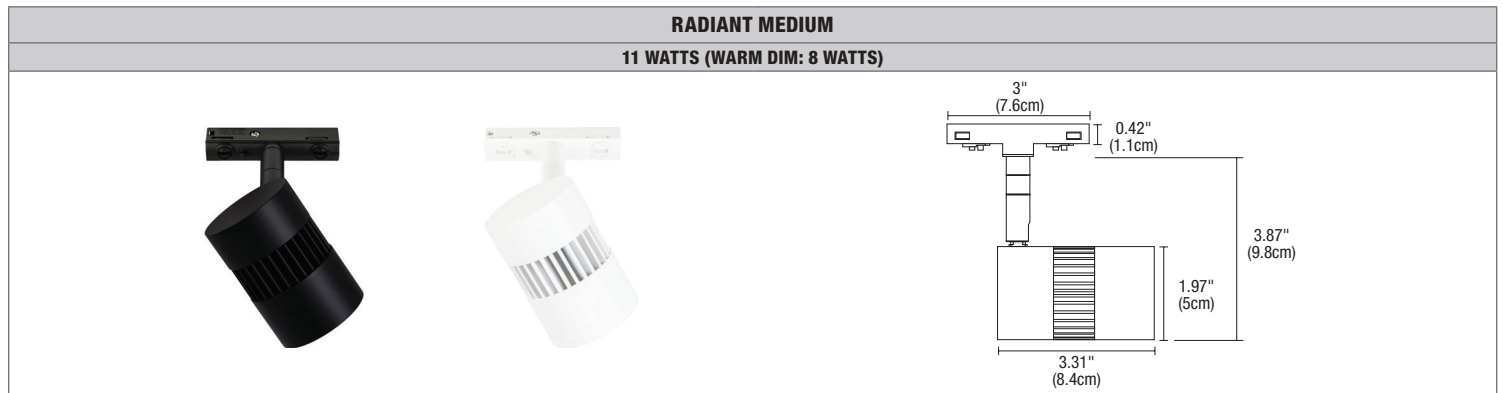 RADIANT MEDIUM
11 WATTS (WARM DIM: 8 WATTS)
3"
(7.6cm)
0.42"
(1.1cm)
3.87"
(9.8cm)
1.97"
(5cm)
3.31"
(8.4cm)